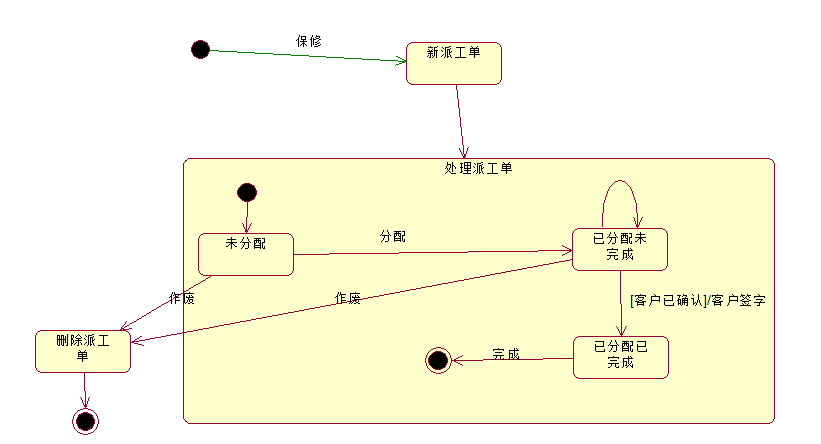 保修
新派工单
处理派工单
未分配
分配
已分配未
完成
作废
作废
[客户已确认]/客户签字
删除派工
单
完成
已分配已
完成